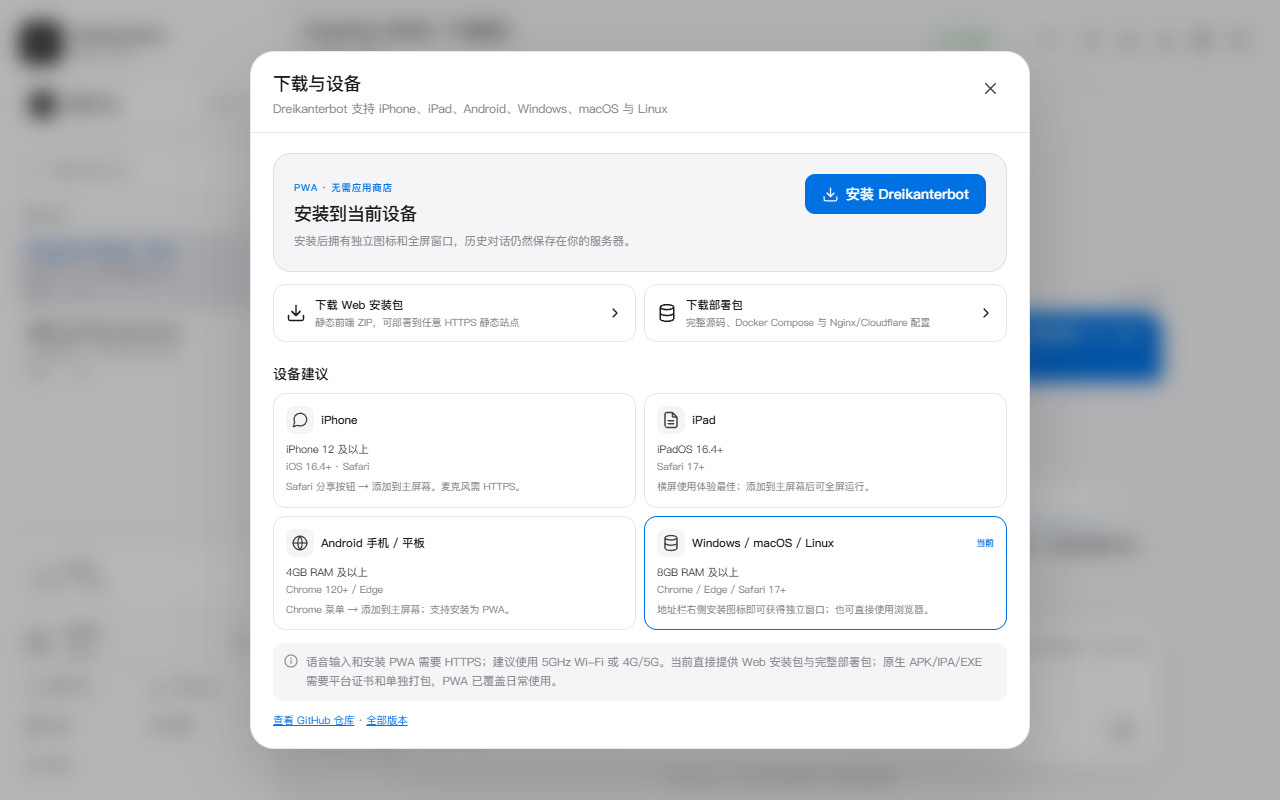 下载与设备
Dreikanterbot 支持 iPhone、iPad、Android、Windows、macOS 与 Linux
PWA · 无需应用商店
安装到当前设备
安装后拥有独立图标和全屏窗口，历史对话仍然保存在你的服务器。
安装 Dreikanterbot
下载 Web 安装包
静态前端 ZIP，可部署到任意 HTTPS 静态站点
下载部署包
完整源码、Docker Compose 与 Nginx/Cloudflare 配置
设备建议
iPhone
iPhone 12 及以上
iOS 16.4+ · Safari
Safari 分享按钮 → 添加到主屏幕。麦克风需 HTTPS。
iPad
iPadOS 16.4+
Safari 17+
横屏使用体验最佳；添加到主屏幕后可全屏运行。
Android 手机 / 平板
4GB RAM 及以上
Chrome 120+ / Edge
Chrome 菜单 → 添加到主屏幕；支持安装为 PWA。
Windows / macOS / Linux
当前
8GB RAM 及以上
Chrome / Edge / Safari 17+
地址栏右侧安装图标即可获得独立窗口；也可直接使用浏览器。
语音输入和安装 PWA 需要 HTTPS；建议使用 5GHz Wi-Fi 或 4G/5G。当前直接提供 Web 安装包与完整部署包；原生 APK/IPA/EXE
需要平台证书和单独打包，PWA 已覆盖日常使用。
查看 GitHub 仓库 · 全部版本